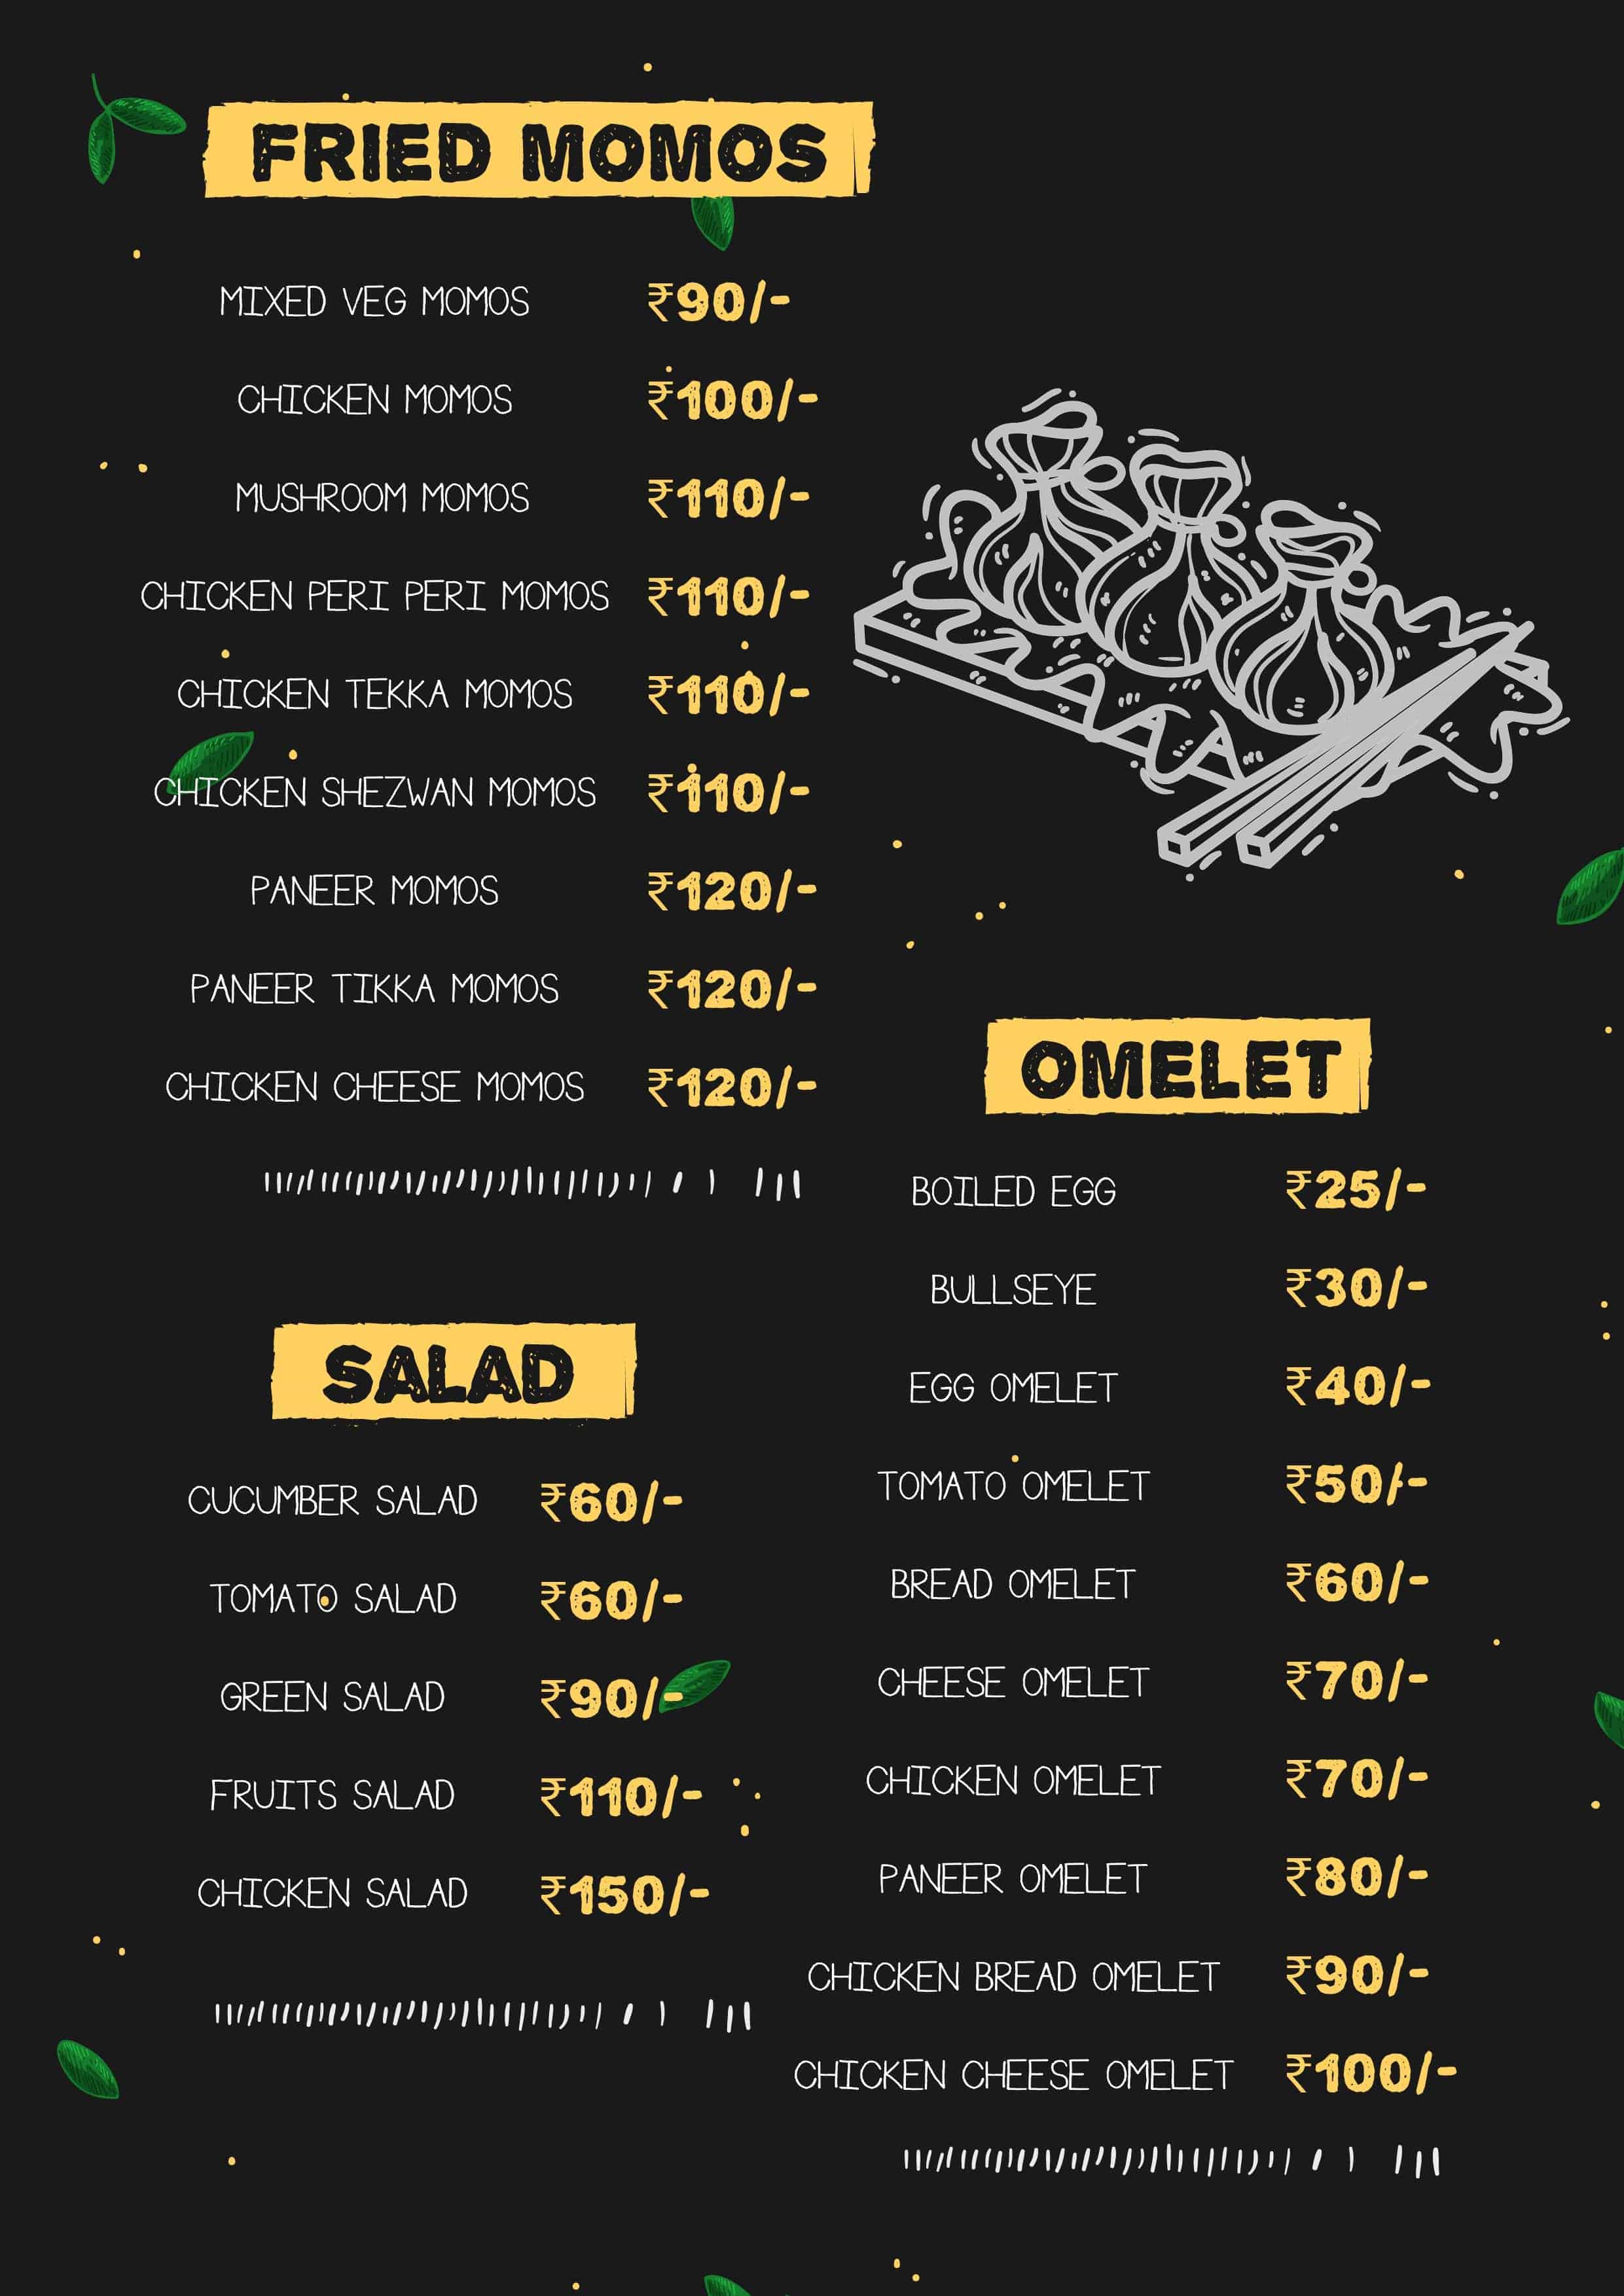 FRIED MOMOS
MIXED VEG MOMOS ₹90/-
CHICKEN MOMOS ₹100/-
MUSHROOM MOMOS ₹110/-
CHICKEN PERI PERI MOMOS ₹110/-
CHICKEN TEKKA MOMOS ₹110/-
CHICKEN SHEZWAN MOMOS ₹110/-
PANEER MOMOS ₹120/-
PANEER TIKKA MOMOS ₹120/-
CHICKEN CHEESE MOMOS ₹120/-
SALAD
CUCUMBER SALAD ₹60/-
TOMATO SALAD ₹60/-
GREEN SALAD ₹90/-
FRUITS SALAD ₹110/-
CHICKEN SALAD ₹150/-
OMELET
BOILED EGG ₹25/-
BULLSEYE ₹30/-
EGG OMELET ₹40/-
TOMATO OMELET ₹50/-
BREAD OMELET ₹60/-
CHEESE OMELET ₹70/-
CHICKEN OMELET ₹70/-
PANEER OMELET ₹80/-
CHICKEN BREAD OMELET ₹90/-
CHICKEN CHEESE OMELET ₹100/-